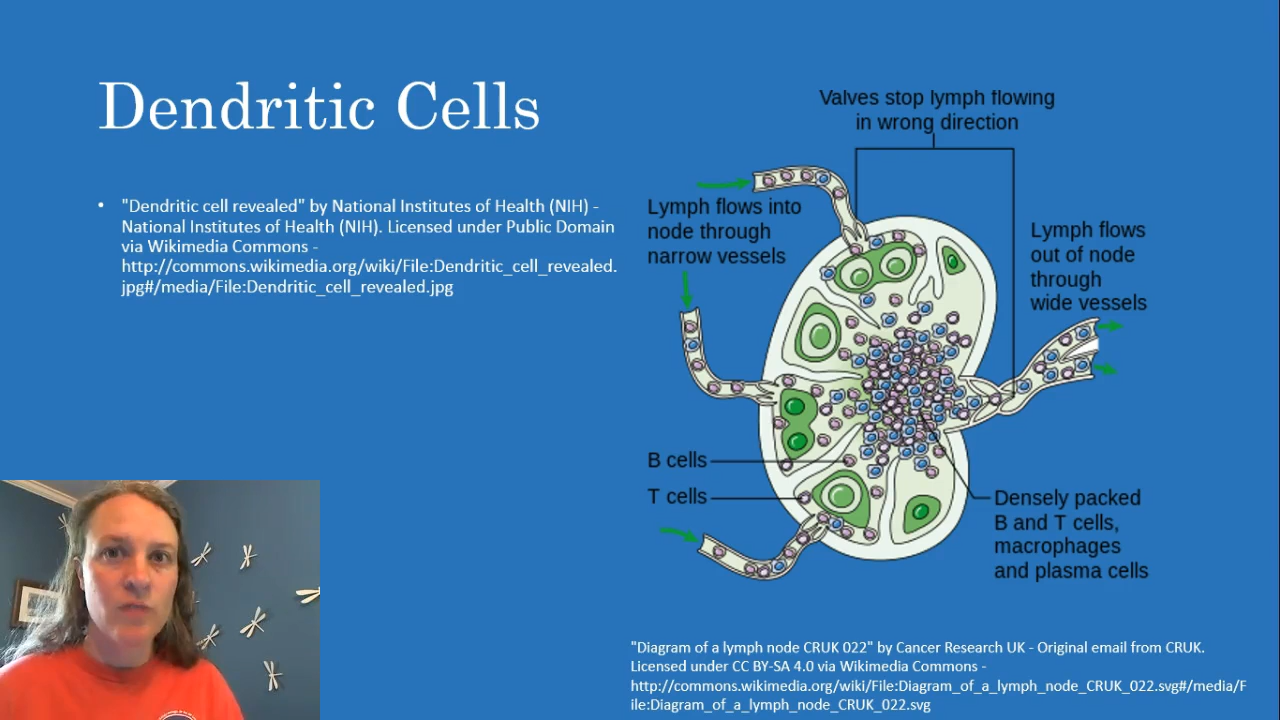 Dendritic Cells
• "Dendritic cell revealed" by National Institutes of Health (NIH) -
National Institutes of Health (NIH). Licensed under Public Domain
via Wikimedia Commons -
http://commons.wikimedia.org/wiki/File:Dendritic_cell_revealed.
jpg#/media/File:Dendritic_cell_revealed.jpg
Valves stop lymph flowing
in wrong direction
Lymph flows into
node through
narrow vessels
Lymph flows
out of node
through
wide vessels
B cells
T cells
Densely packed
B and T cells,
macrophages
and plasma cells
"Diagram of a lymph node CRUK 022" by Cancer Research UK - Original email from CRUK.
Licensed under CC BY-SA 4.0 via Wikimedia Commons -
http://commons.wikimedia.org/wiki/File:Diagram_of_a_lymph_node_CRUK_022.svg#/media/F
ile:Diagram_of_a_lymph_node_CRUK_022.svg